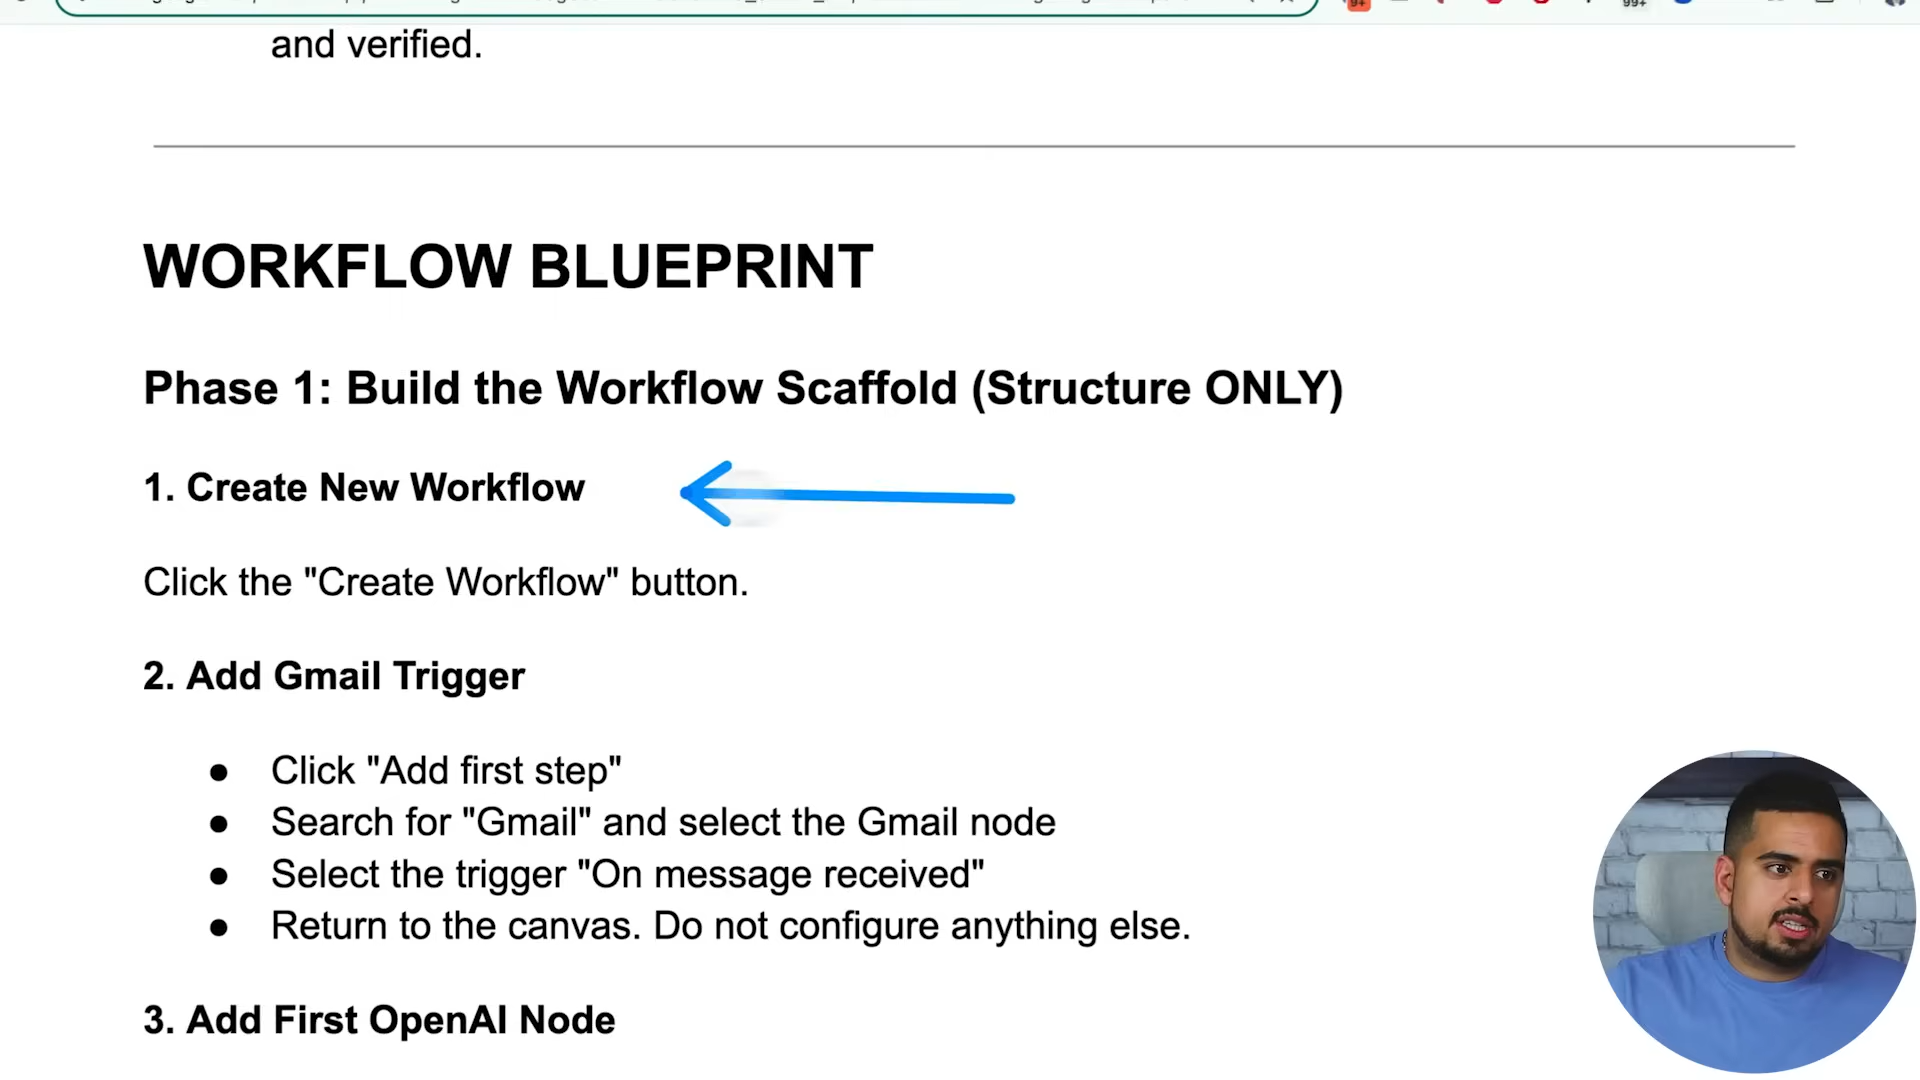 and verified.
WORKFLOW BLUEPRINT
Phase 1: Build the Workflow Scaffold (Structure ONLY)
1. Create New Workflow
Click the "Create Workflow" button.
2. Add Gmail Trigger
● Click "Add first step"
● Search for "Gmail" and select the Gmail node
● Select the trigger "On message received"
● Return to the canvas. Do not configure anything else.
3. Add First OpenAI Node